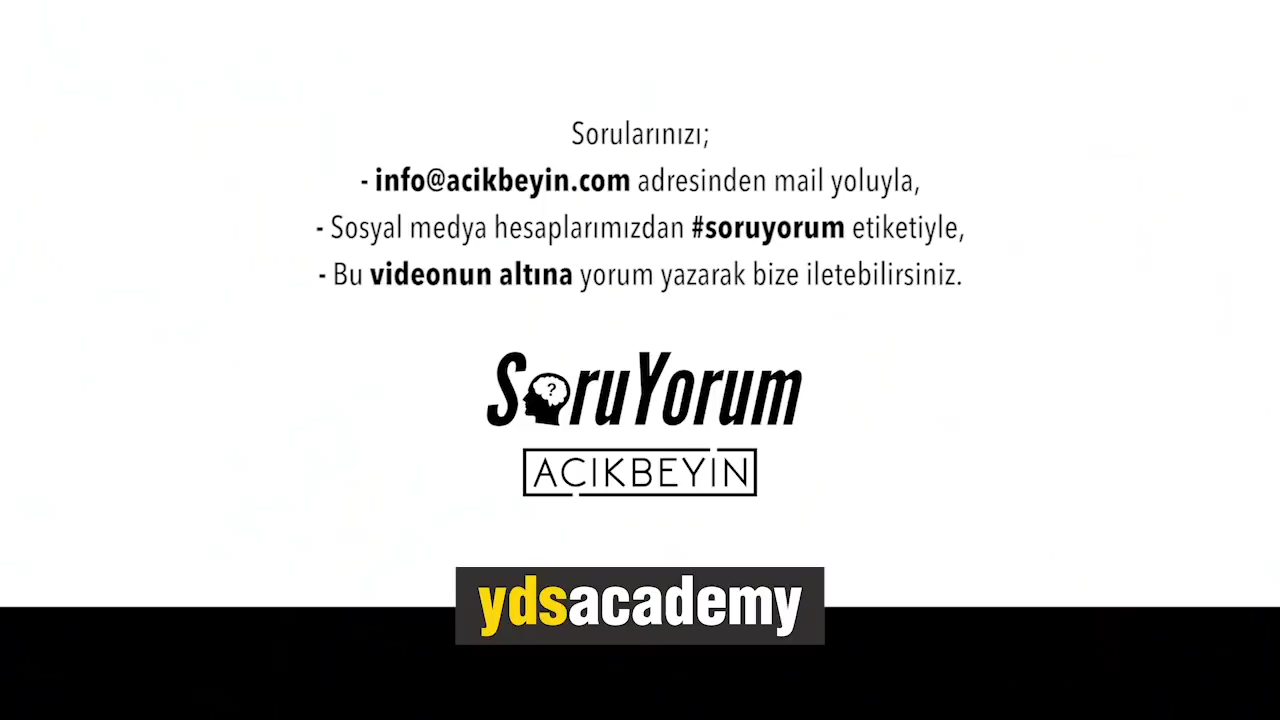 Sorularınızı;
- info@acikbeyin.com adresinden mail yoluyla,
- Sosyal medya hesaplarımızdan #soruyorum etiketiyle,
- Bu videonun altına yorum yazarak bize iletebilirsiniz.
SoruYorum
AÇIKBEYİN
ydsacademy